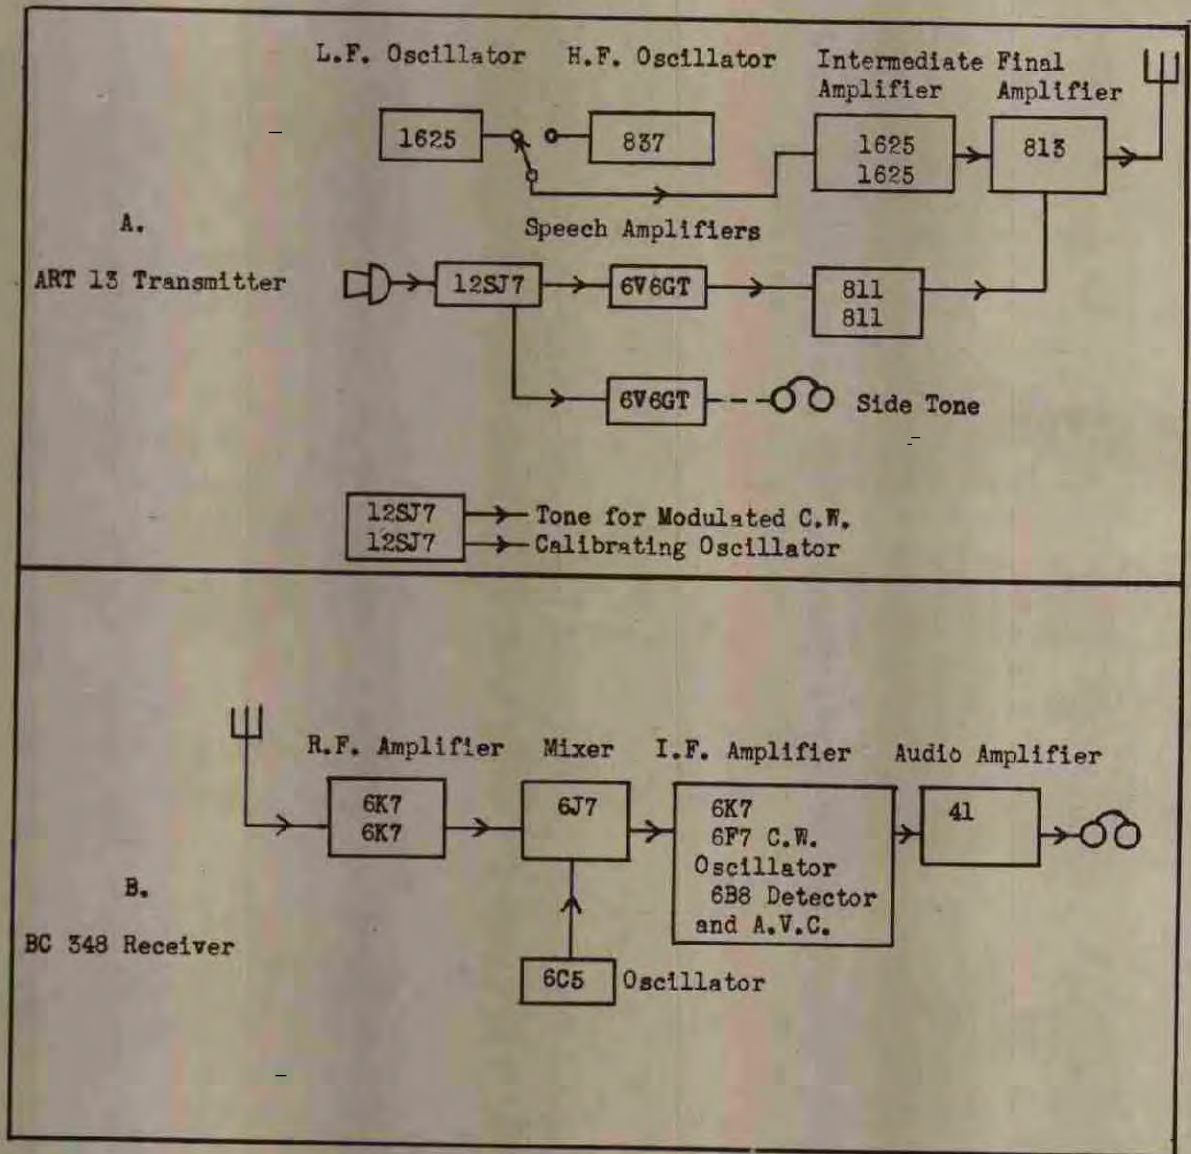 L.F. Oscillator H.F. Oscillator Intermediate Final
Amplifier Amplifier
1625 837 1625 813
1625
A.
Speech Amplifiers
ART 13 Transmitter 12SJ7 6V6GT 811
811
6V6GT Side Tone
12SJ7 Tone for Modulated C.W.
12SJ7 Calibrating Oscillator
R.F. Amplifier Mixer I.F. Amplifier Audio Amplifier
6K7 6J7 6K7 41
6K7 6F7 C.W.
Oscillator
B. 6B8 Detector
and A.V.C.
BC 348 Receiver
6C5 Oscillator